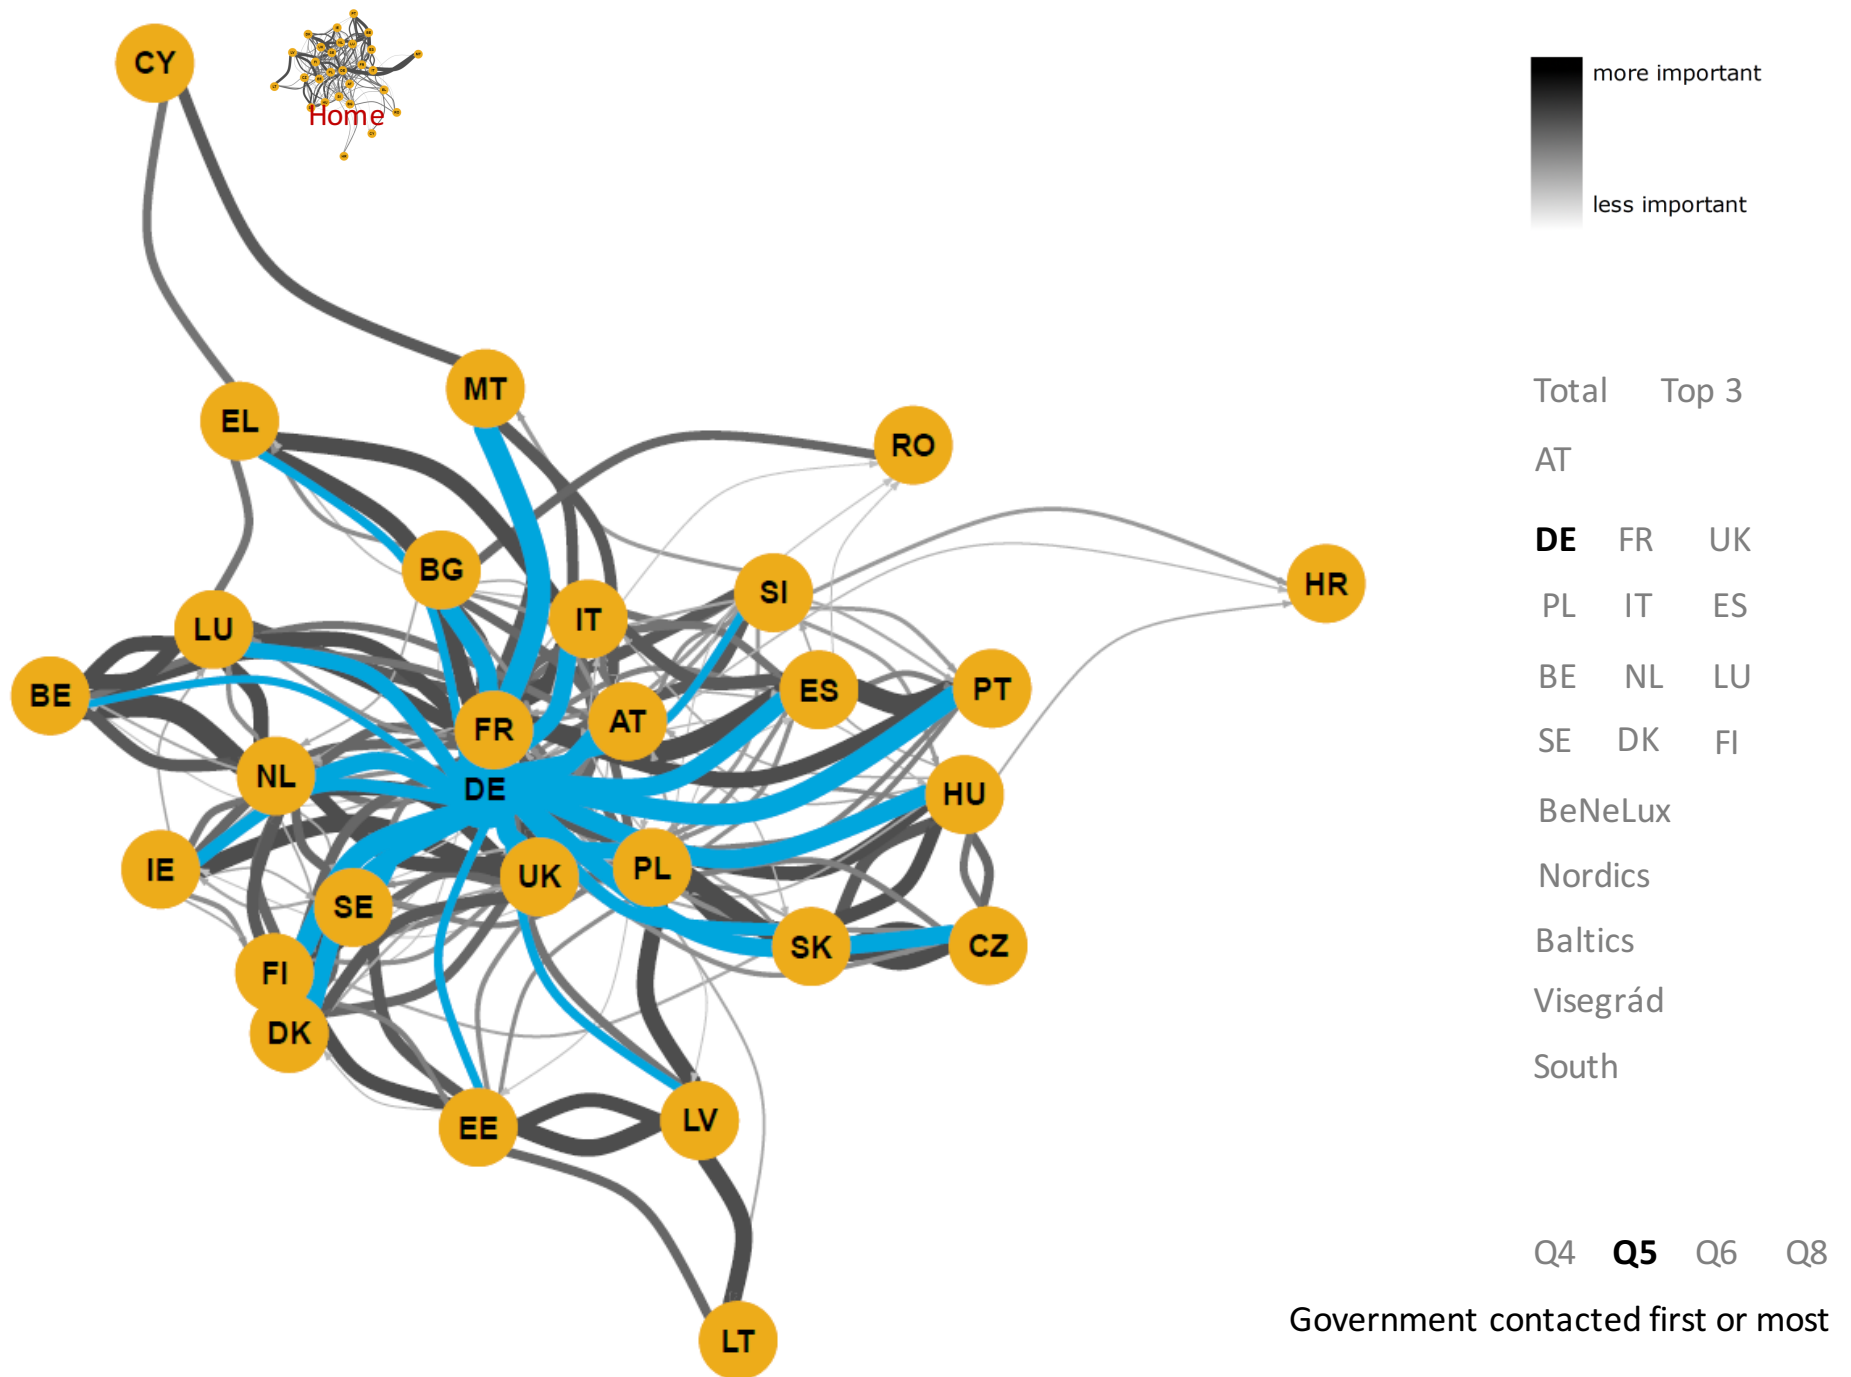 CY
Home
more important
less important
MT
EL
RO
Total Top 3
AT
BG
SI
HR
IT
LU
DE FR UK
PL IT ES
BE
ES
PT
FR
AT
BE NL LU
NL
DE
HU
SE DK FI
IE
UK
PL
SE
BeNeLux
Nordics
SK
CZ
FI
DK
Baltics
Visegrád
South
EE
LV
LT
Q4 Q5 Q6 Q8
Government contacted first or most